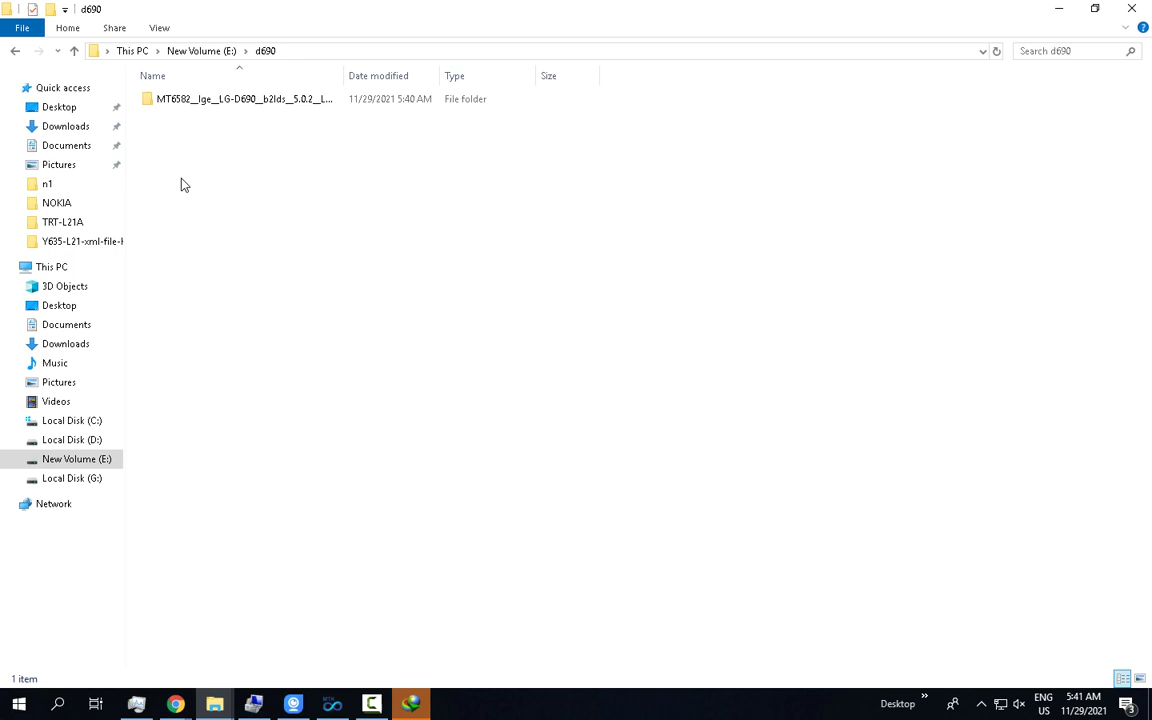 d690
File Home Share View
This PC New Volume (E:) d690
Search d690
Name Date modified Type Size
MT6582__lge__LG-D690__b2lds__5.0.2__L... 11/29/2021 5:40 AM File folder
Quick access
Desktop
Downloads
Documents
Pictures
n1
NOKIA
TRT-L21A
Y635-L21-xml-file-
This PC
3D Objects
Desktop
Documents
Downloads
Music
Pictures
Videos
Local Disk (C:)
Local Disk (D:)
New Volume (E:)
Local Disk (G:)
Network
1 item
Desktop
»
ENG
US
5:41 AM
11/29/2021
3